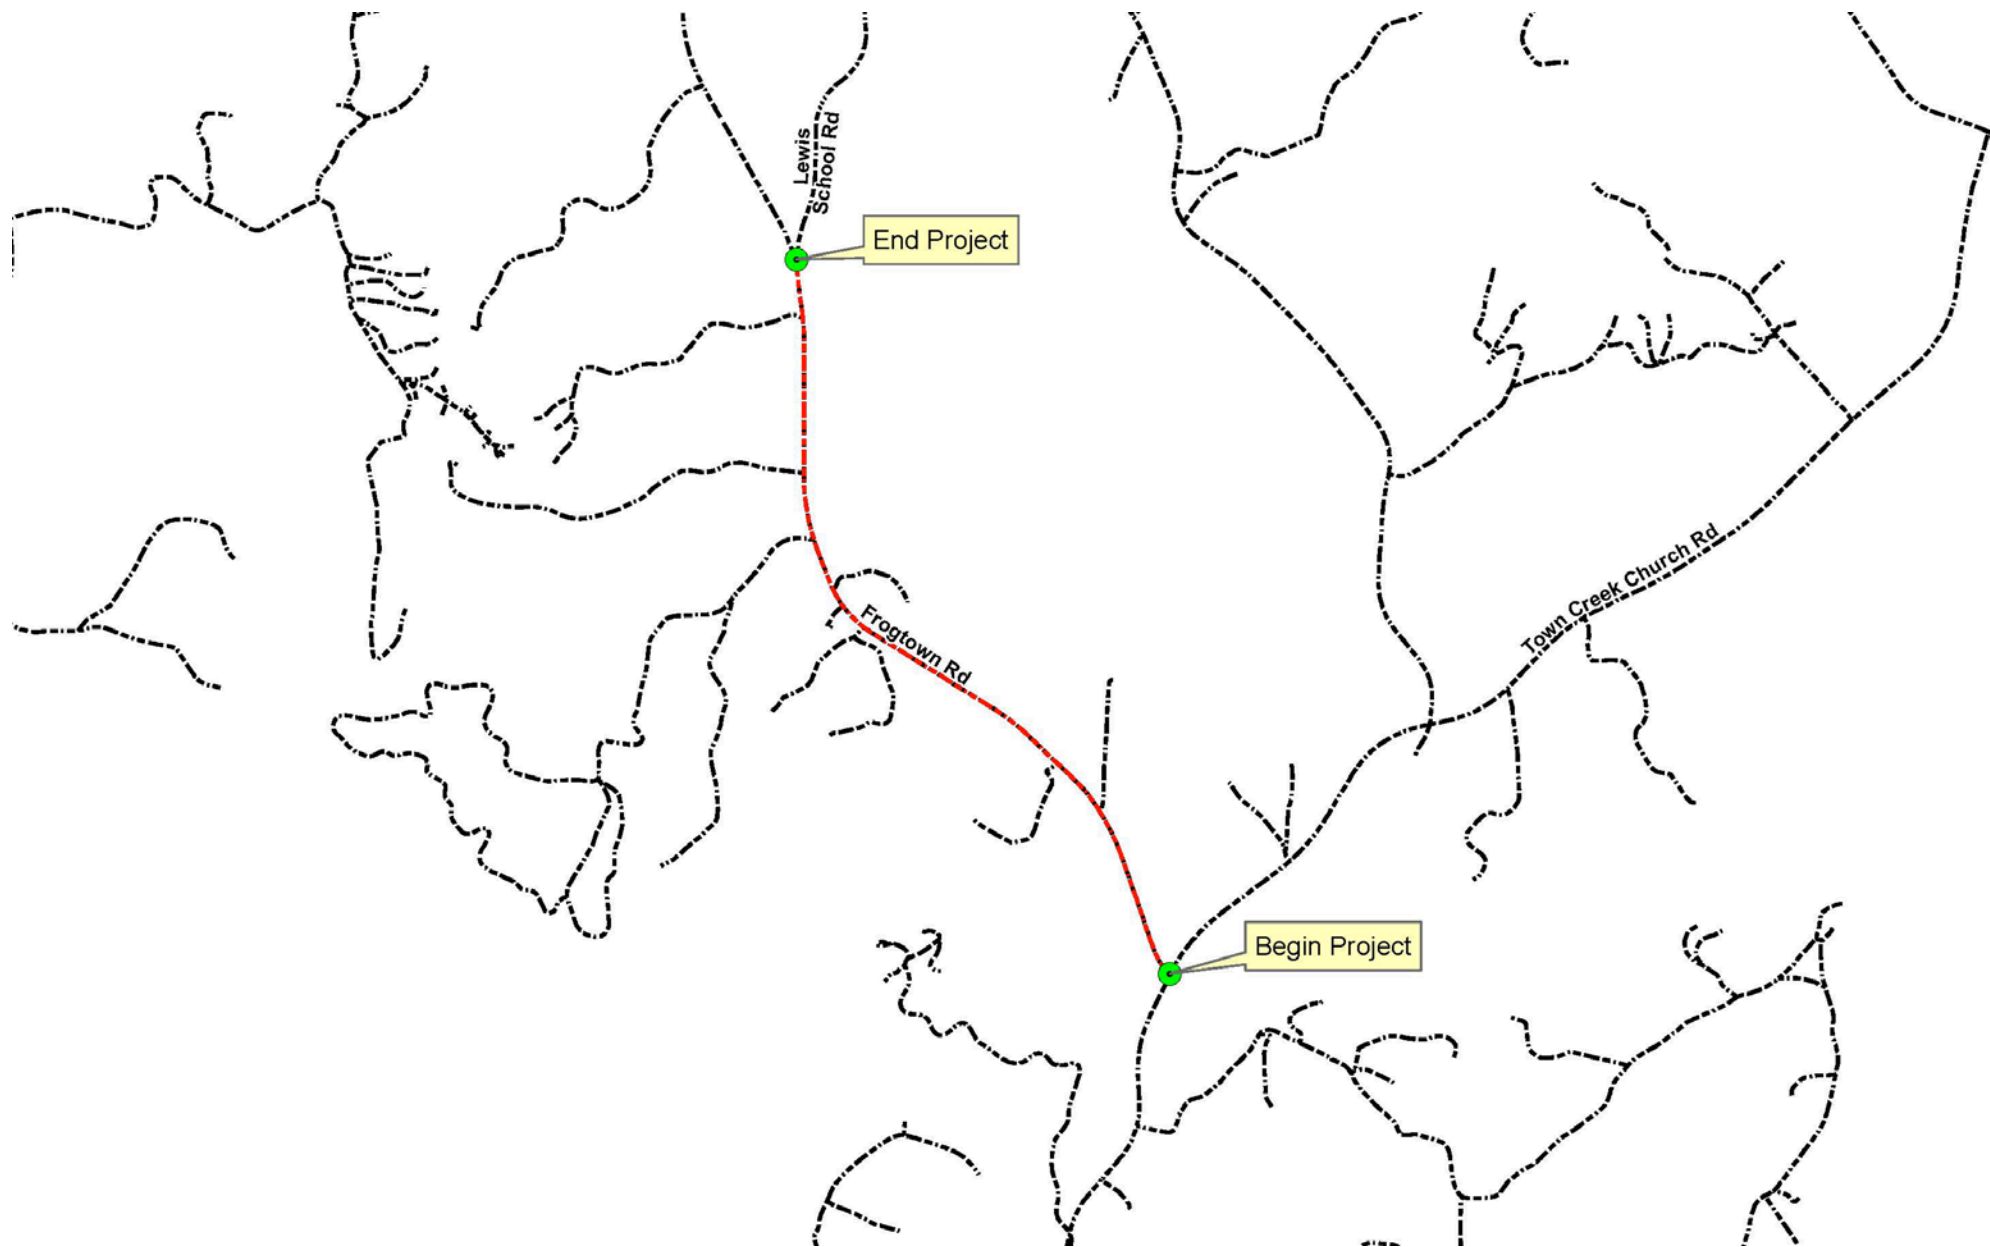 Lewis
School Rd
End Project
Town Creek Church Rd
Frogtown Rd
Begin Project